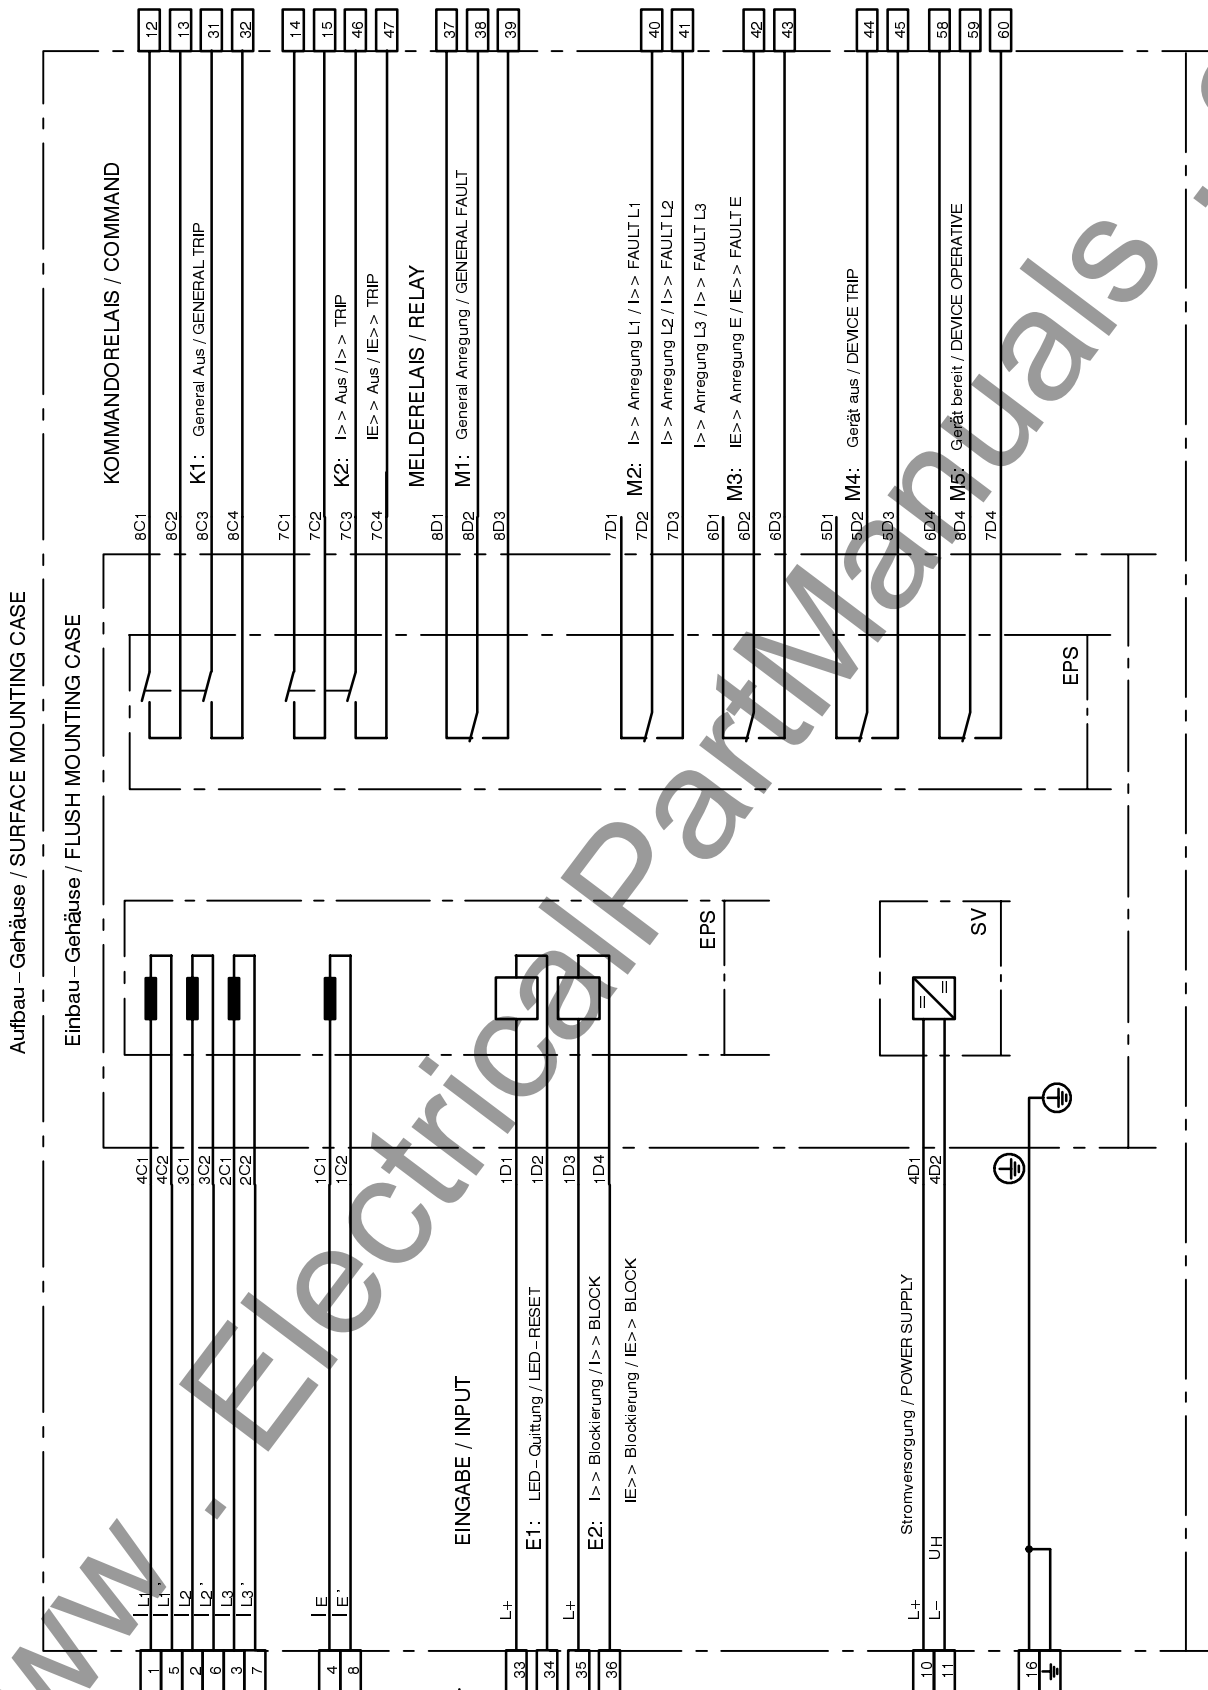 Aufbau–Gehäuse / SURFACE MOUNTING CASE
Einbau–Gehäuse / FLUSH MOUNTING CASE
KOMMANDORELAIS / COMMAND
8C1 12
8C2 13
K1: General Aus / GENERAL TRIP
8C3 31
8C4 32
7C1 14
7C2 15
K2: I>> Aus / I>> TRIP
7C3 46
IE>> Aus / IE>> TRIP
7C4 47
MELDERELAIS / RELAY
8D1 37
M1: General Anregung / GENERAL FAULT
8D2 38
8D3 39
7D1
M2: I>> Anregung L1 / I>> FAULT L1
7D2 40
I>> Anregung L2 / I>> FAULT L2
7D3 41
I>> Anregung L3 / I>> FAULT L3
6D1
M3: IE>> Anregung E / IE>> FAULT E
6D2 42
6D3 43
5D1
M4: Gerät aus / DEVICE TRIP
5D2 44
5D3 45
6D4 58
M5: Gerät bereit / DEVICE OPERATIVE
8D4 59
7D4 60
EPS
EPS
SV
1 IL1 4C1
5 IL1' 4C2
2 IL2 3C1
6 IL2' 3C2
3 IL3 2C1
7 IL3' 2C2
4 IE 1C1
8 IE' 1C2
EINGABE / INPUT
33 L+ 1D1
E1: LED–Quittung / LED–RESET
34 1D2
35 L+ 1D3
E2: I>> Blockierung / I>> BLOCK
36 1D4
IE>> Blockierung / IE>> BLOCK
Stromversorgung / POWER SUPPLY
10 L+ 4D1
11 L– UH 4D2
16
ww . ElectricalPartManuals .